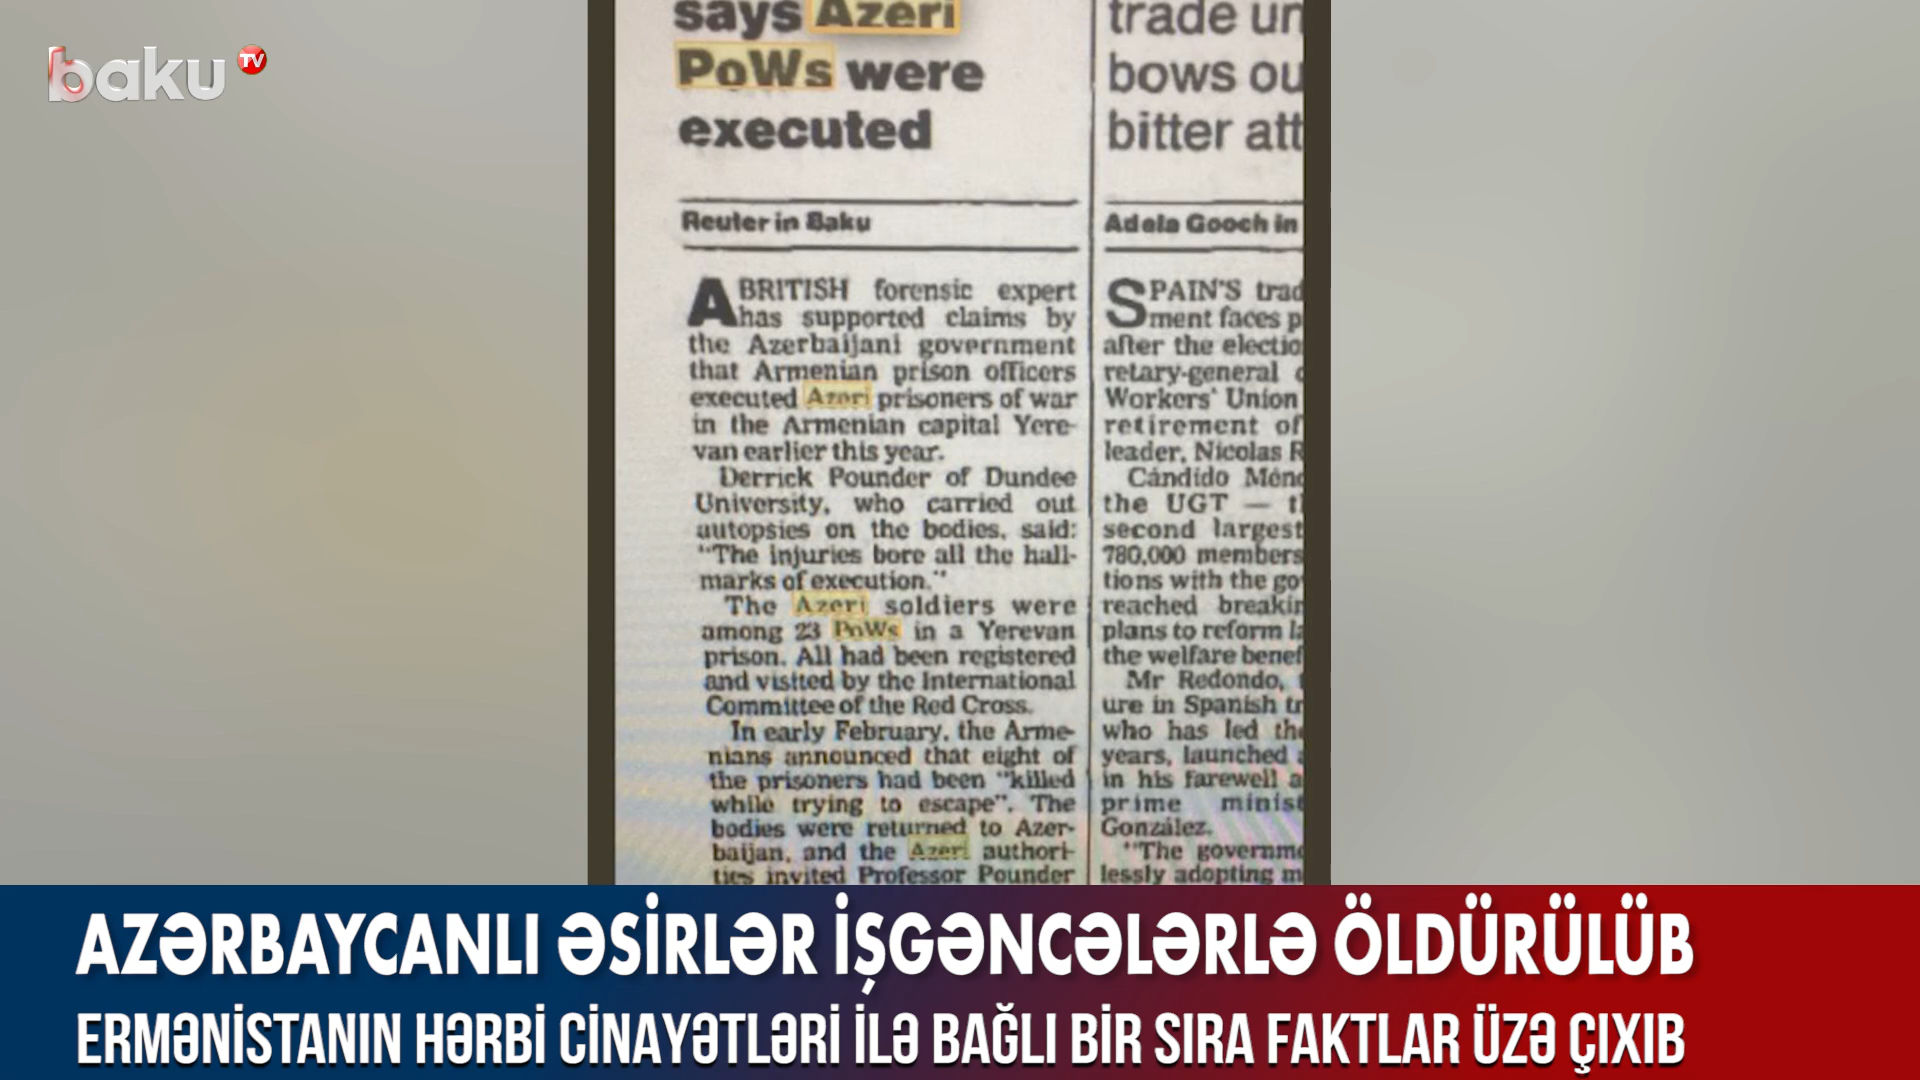 baku TV
says Azeri
PoWs were
executed
Reuter in Baku
A BRITISH forensic expert
has supported claims by
the Azerbaijani government
that Armenian prison officers
executed Azeri prisoners of war
in the Armenian capital Yere-
van earlier this year.
Derrick Pounder of Dundee
University, who carried out
autopsies on the bodies, said:
"The injuries bore all the hall-
marks of execution."
The Azeri soldiers were
among 23 PoWs in a Yerevan
prison. All had been registered
and visited by the International
Committee of the Red Cross.
In early February, the Arme-
nians announced that eight of
the prisoners had been "killed
while trying to escape". The
bodies were returned to Azer-
baijan, and the Azeri authori-
ties invited Professor Pounder
trade un
bows ou
bitter att
Adela Gooch in
SPAIN'S trad
ment faces p
after the electio
retary-general
Workers' Union
retirement of
leader, Nicolas R
Cándido Ménd
the UGT —
second largest
780,000 members
tions with the go
reached breakin
plans to reform la
the welfare benef
Mr Redondo,
ure in Spanish tr
who has led the
years, launched
in his farewell a
prime minist
González.
"The governme
lessly adopting m
AZƏRBAYCANLI ƏSİRLƏR İŞGƏNCƏLƏRLƏ ÖLDÜRÜLÜB
ERMƏNİSTANIN HƏRBİ CİNAYƏTLƏRİ İLƏ BAĞLI BİR SIRA FAKTLAR ÜZƏ ÇIXIB